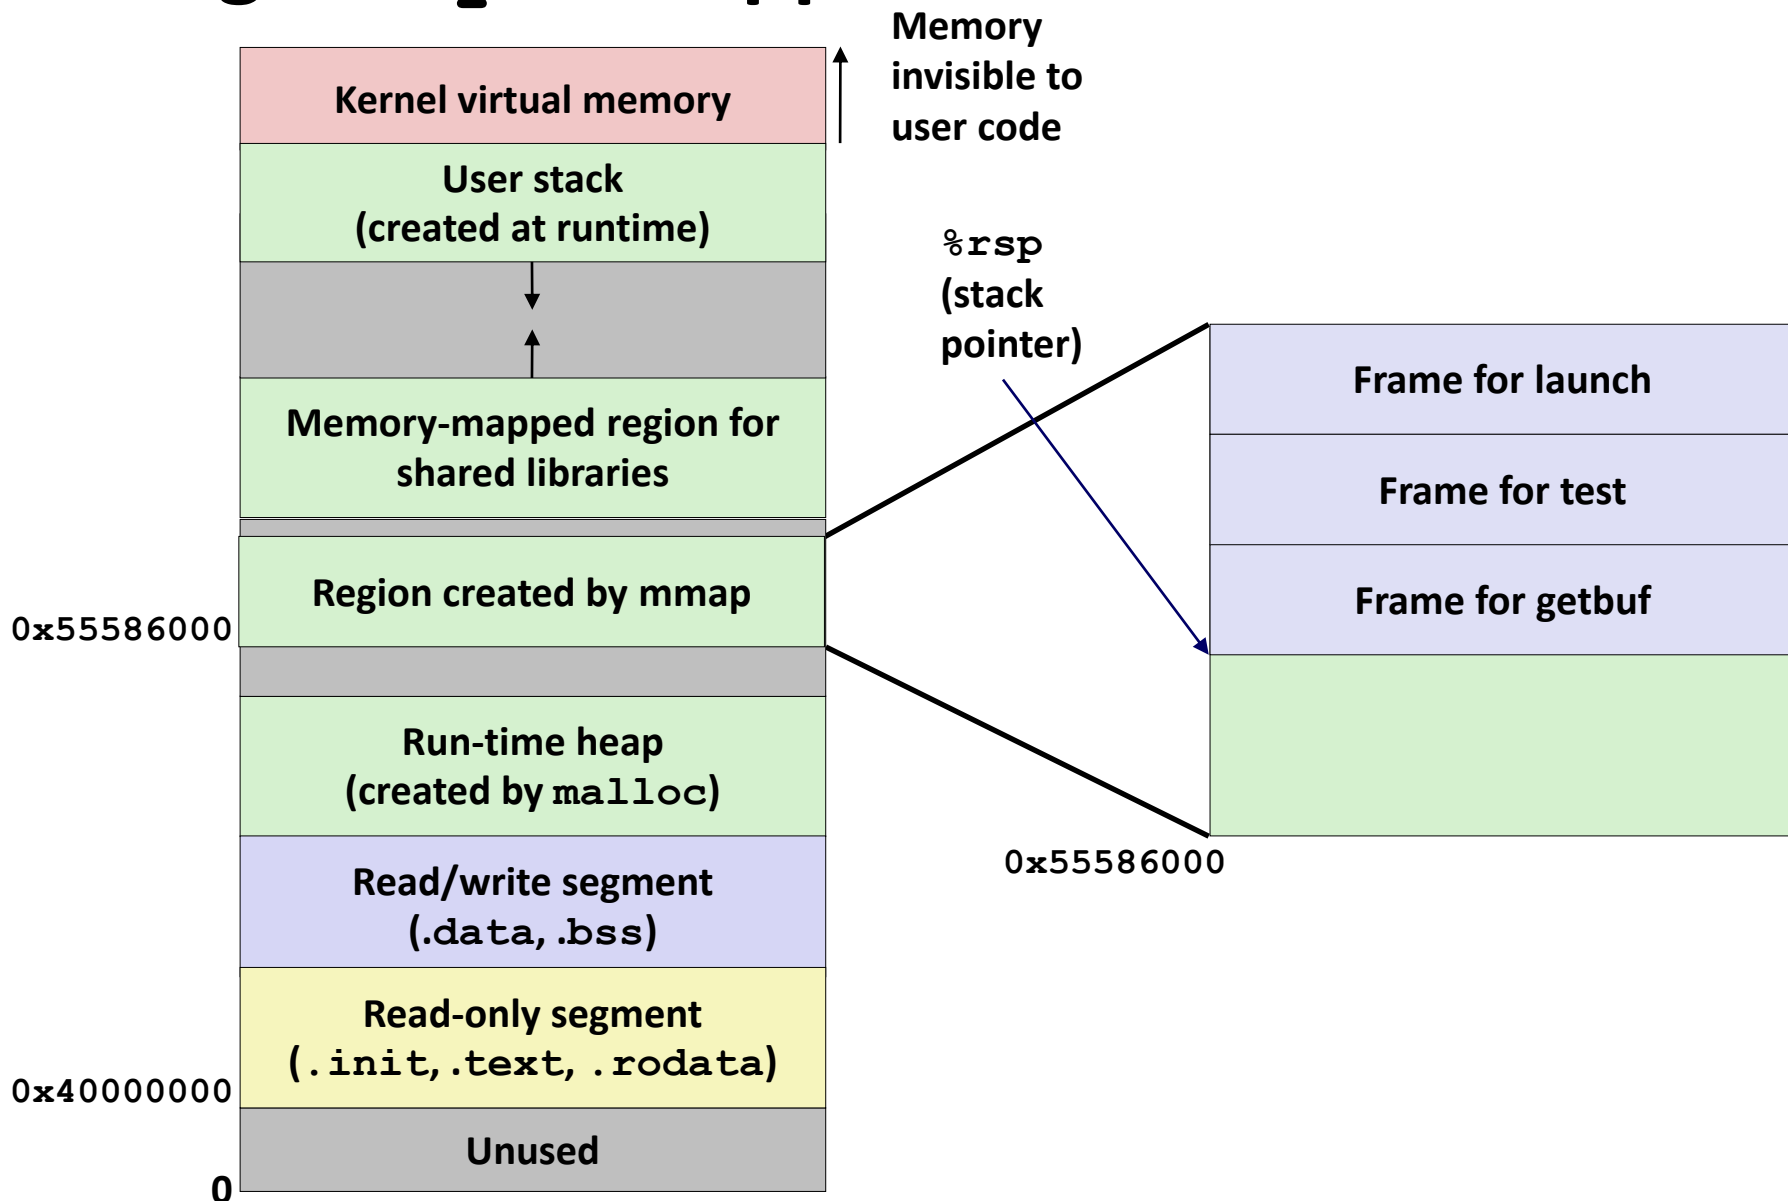 Memory
invisible to
user code
Kernel virtual memory
User stack
(created at runtime)
%rsp
(stack
pointer)
Memory-mapped region for
shared libraries
Frame for launch
Frame for test
Frame for getbuf
Region created by mmap
0x55586000
Run-time heap
(created by malloc)
0x55586000
Read/write segment
(.data, .bss)
Read-only segment
(.init, .text, .rodata)
0x40000000
Unused
0